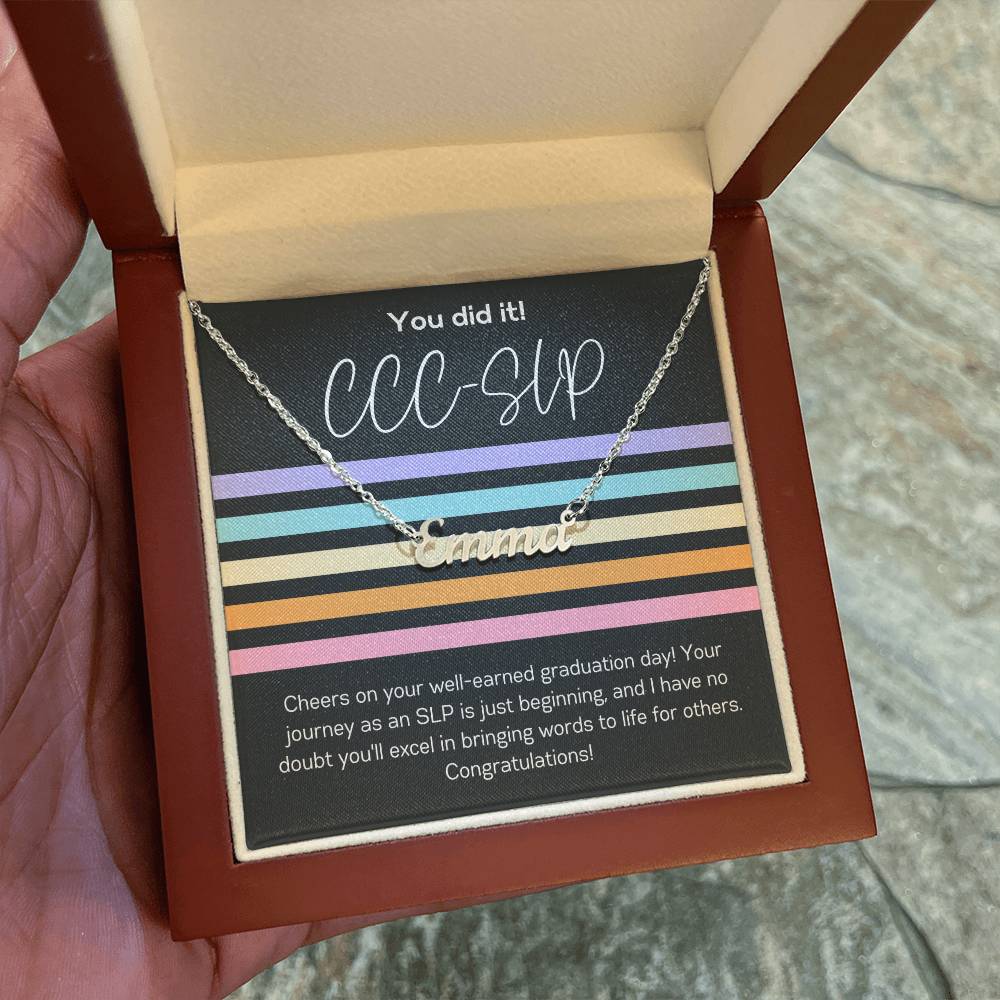 You did it!
CCC-SLP
Emma
Cheers on your well-earned graduation day! Your
journey as an SLP is just beginning, and I have no
doubt you'll excel in bringing words to life for others.
Congratulations!